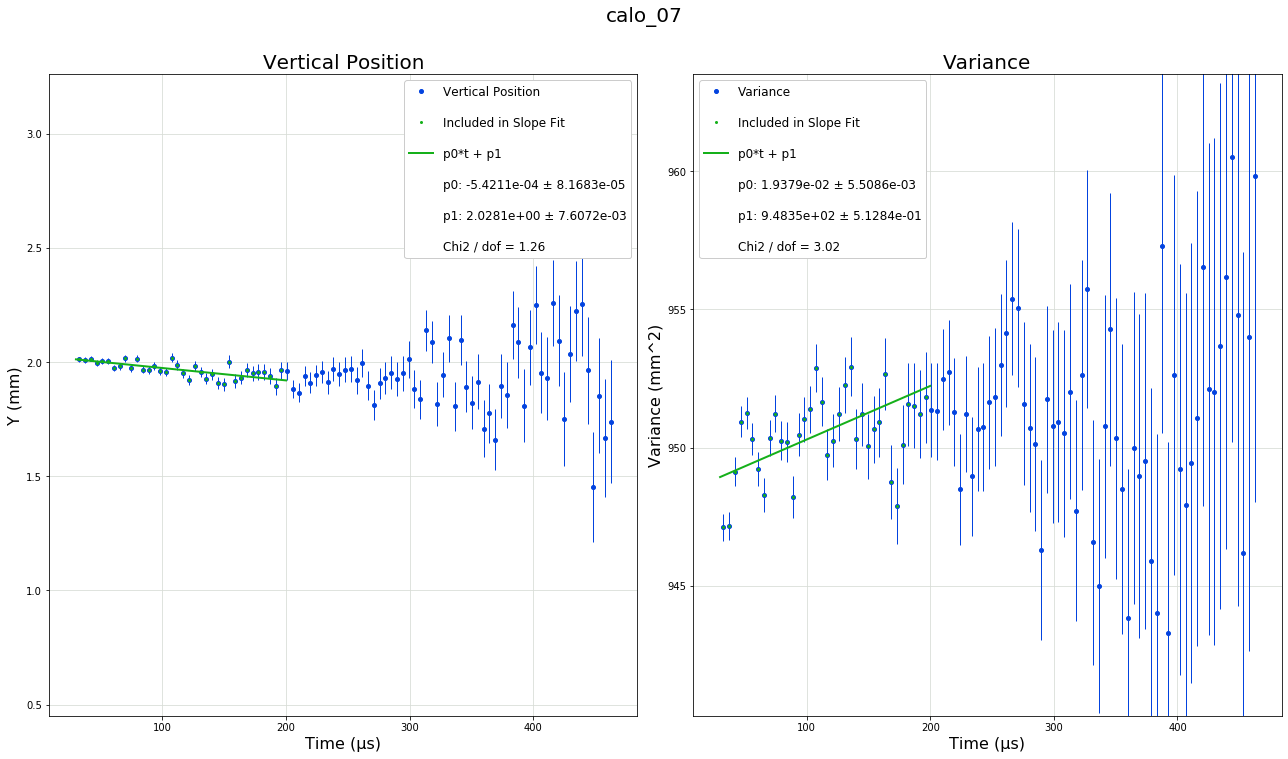 calo_07
Vertical Position
Vertical Position
Included in Slope Fit
p0*t + p1
p0: -5.4211e-04 ± 8.1683e-05
p1: 2.0281e+00 ± 7.6072e-03
Chi2 / dof = 1.26
Y (mm)
3.0
2.5
2.0
1.5
1.0
0.5
100
200
300
400
Time (μs)
Variance
Variance
Included in Slope Fit
p0*t + p1
p0: 1.9379e-02 ± 5.5086e-03
p1: 9.4835e+02 ± 5.1284e-01
Chi2 / dof = 3.02
Variance (mm^2)
960
955
950
945
100
200
300
400
Time (μs)